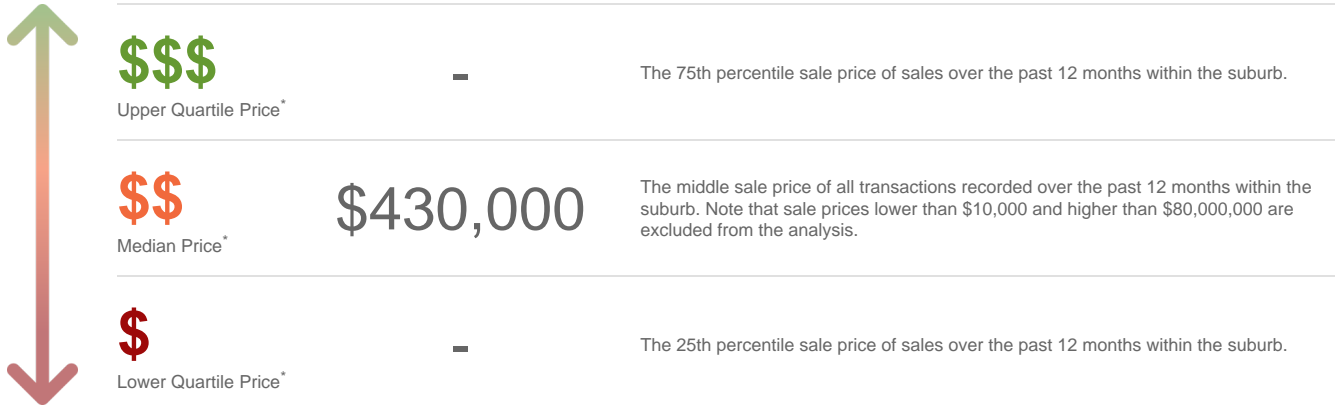 $$$
Upper Quartile Price*
-
The 75th percentile sale price of sales over the past 12 months within the suburb.
$$
Median Price*
$430,000
The middle sale price of all transactions recorded over the past 12 months within the
suburb. Note that sale prices lower than $10,000 and higher than $80,000,000 are
excluded from the analysis.
$
Lower Quartile Price*
-
The 25th percentile sale price of sales over the past 12 months within the suburb.